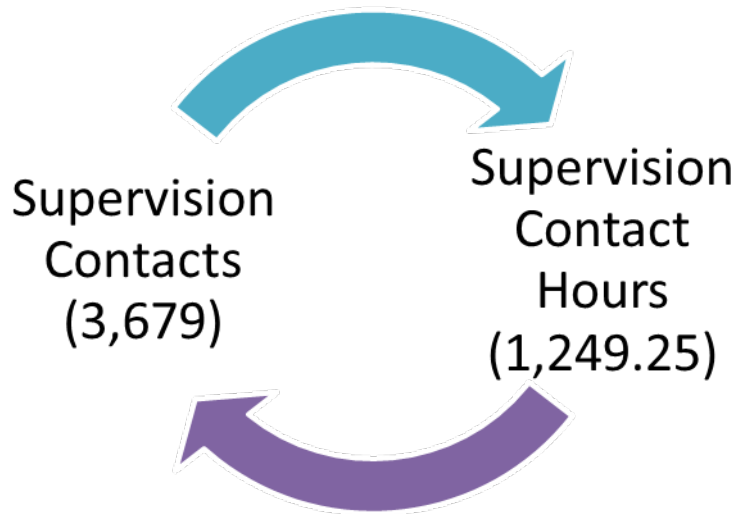 Supervision
Contacts
(3,679)
Supervision
Contact
Hours
(1,249.25)